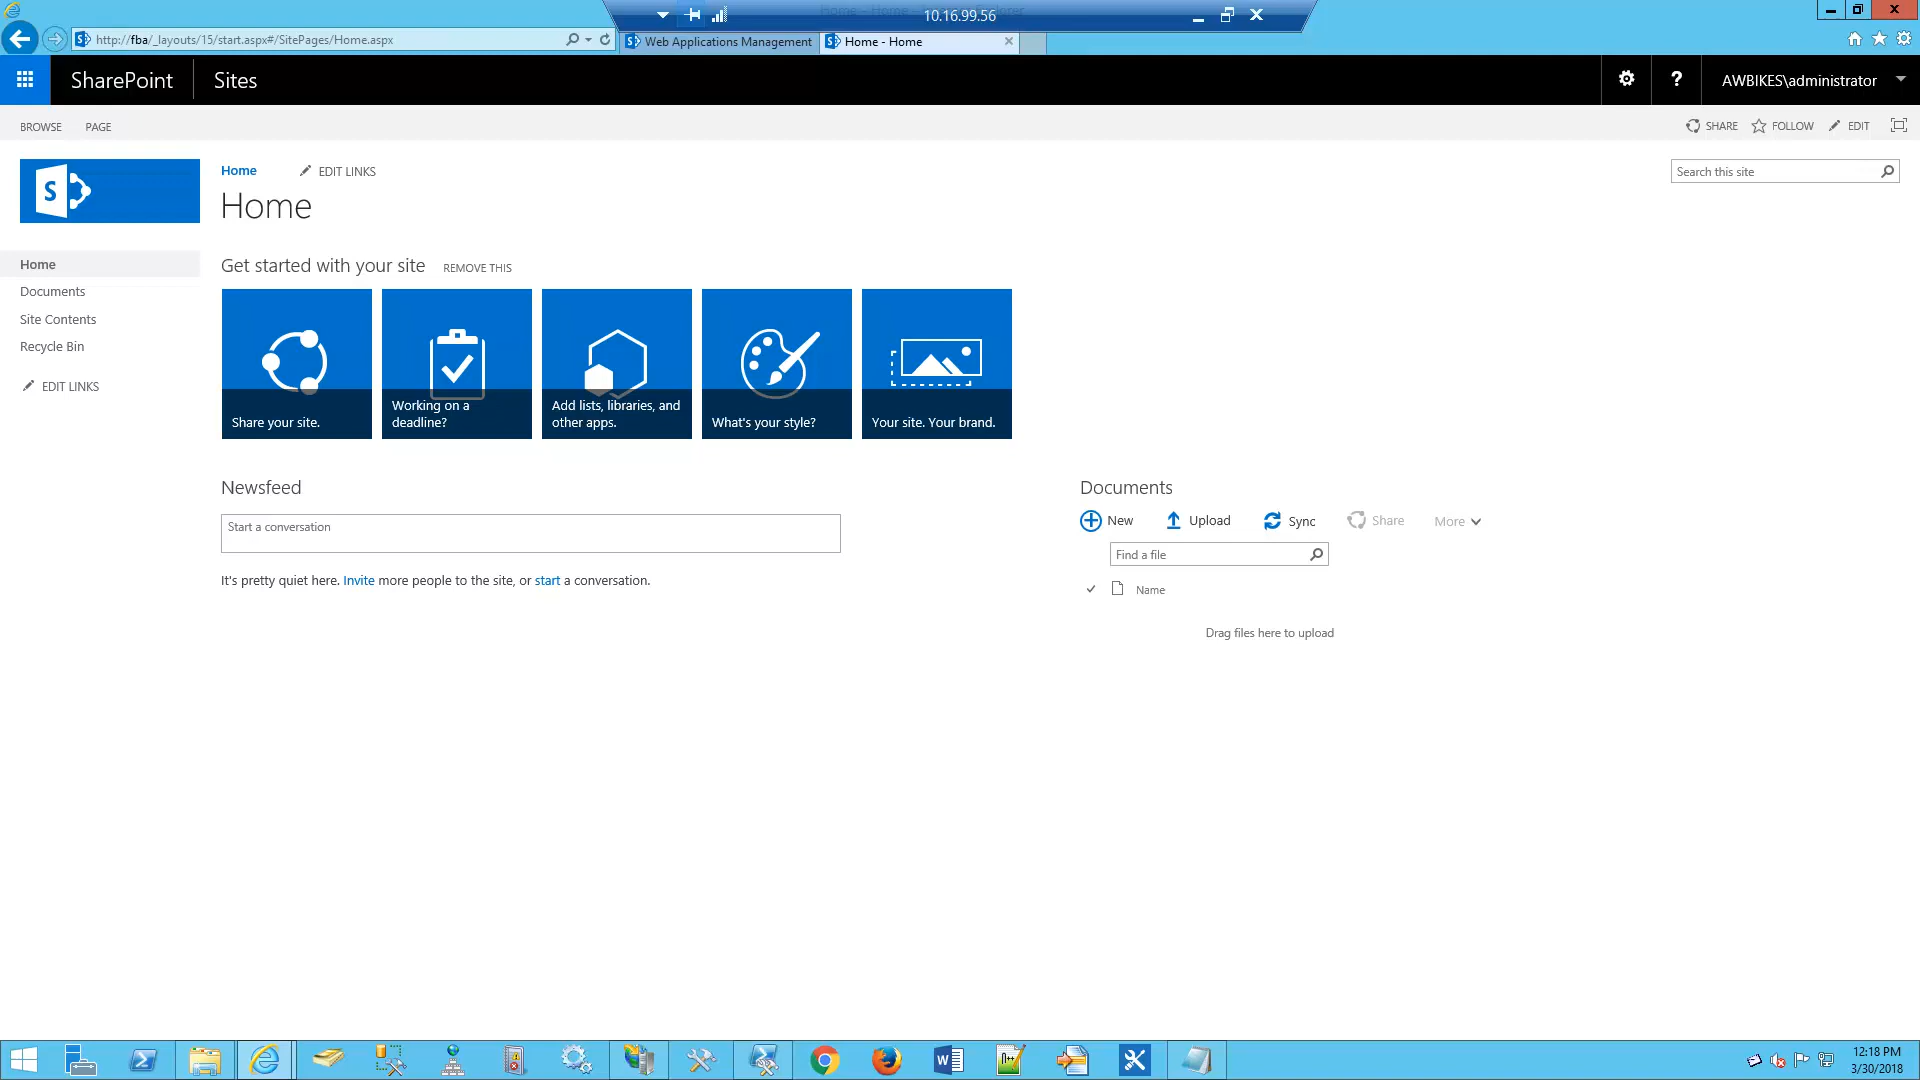 10.16.99.56
http://fba/_layouts/15/start.aspx#/SitePages/Home.aspx
Web Applications Management
Home - Home
SharePoint
Sites
?
AWBIKES\administrator
BROWSE
PAGE
SHARE
FOLLOW
EDIT
S
Home
EDIT LINKS
Search this site
Home
Home
Documents
Site Contents
Recycle Bin
EDIT LINKS
Get started with your site
REMOVE THIS
Share your site.
Working on a
deadline?
Add lists, libraries, and
other apps.
What's your style?
Your site. Your brand.
Newsfeed
Start a conversation
It's pretty quiet here. Invite more people to the site, or start a conversation.
Documents
New
Upload
Sync
Share
More
Find a file
Name
Drag files here to upload
12:18 PM
3/30/2018